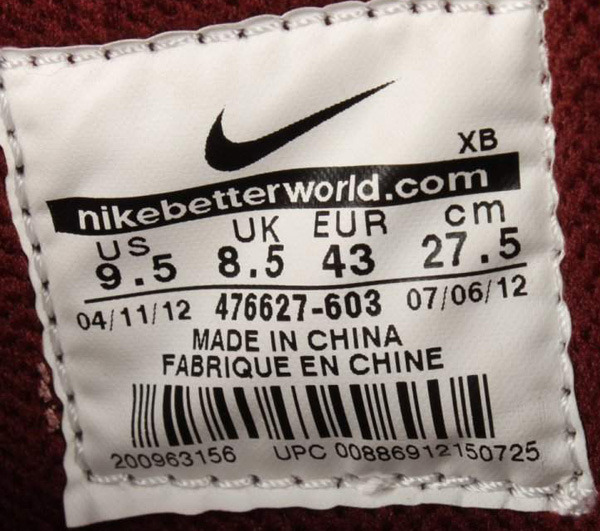 XB
nikebetterworld.com
US UK EUR cm
9.5 8.5 43 27.5
04/11/12 476627-603 07/06/12
MADE IN CHINA
FABRIQUE EN CHINE
200963156 UPC 00886912150725